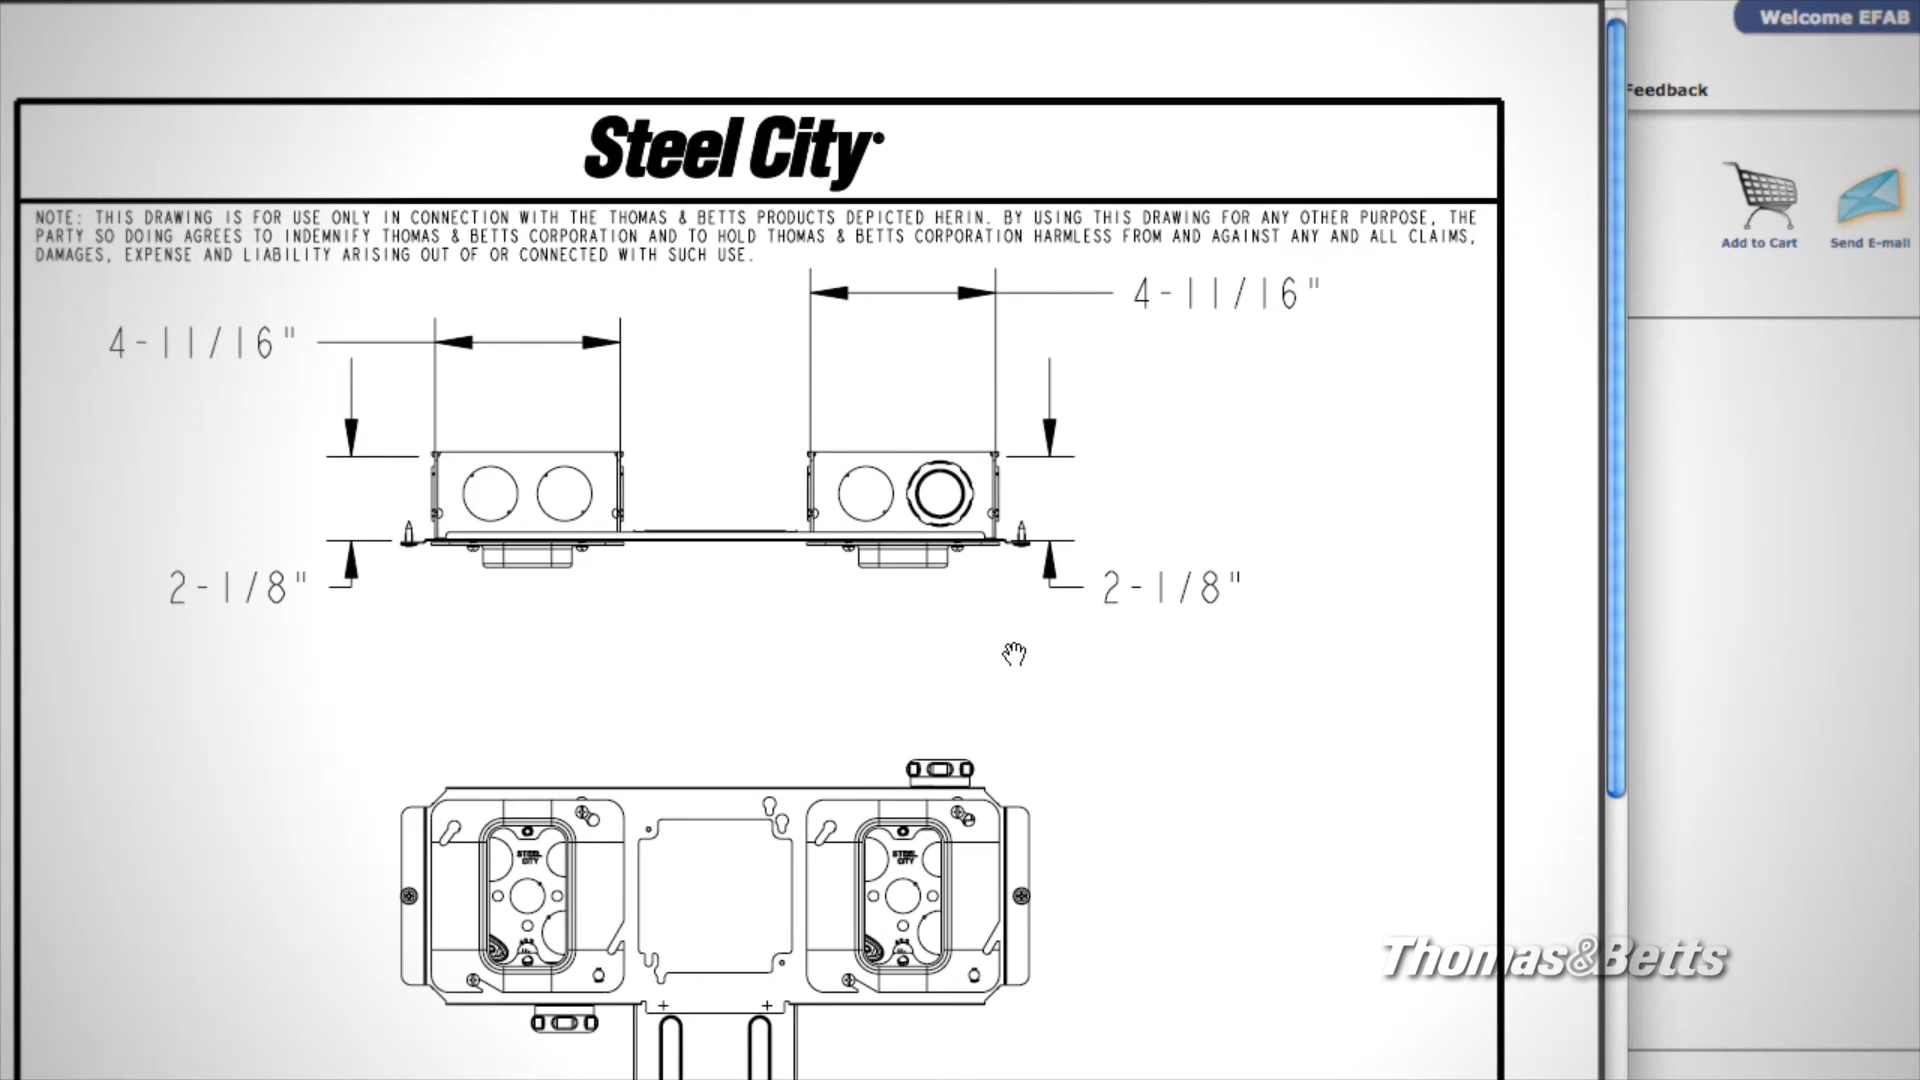 Welcome EFAB
Feedback
Add to Cart
Send E-mail
Steel City®
NOTE: THIS DRAWING IS FOR USE ONLY IN CONNECTION WITH THE THOMAS & BETTS PRODUCTS DEPICTED HERIN. BY USING THIS DRAWING FOR ANY OTHER PURPOSE, THE
PARTY SO DOING AGREES TO INDEMNIFY THOMAS & BETTS CORPORATION AND TO HOLD THOMAS & BETTS CORPORATION HARMLESS FROM AND AGAINST ANY AND ALL CLAIMS,
DAMAGES, EXPENSE AND LIABILITY ARISING OUT OF OR CONNECTED WITH SUCH USE.
4-11/16"
4-11/16"
2-1/8"
2-1/8"
STEEL
CITY
STEEL
CITY
Thomas&Betts